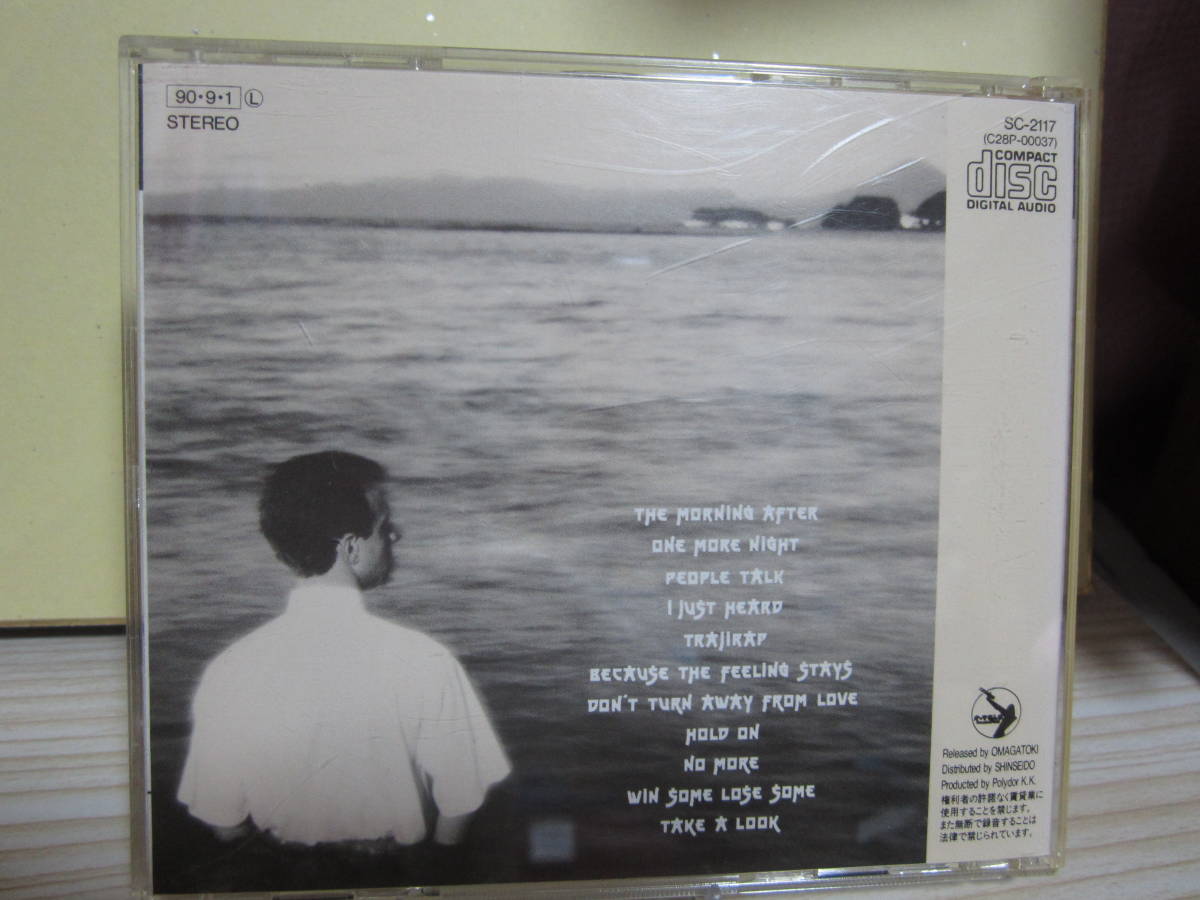 90・9・1 Ⓛ
STEREO
SC-2117
(C28P-00037)
COMPACT
disc
DIGITAL AUDIO
THE MORNING AFTER
ONE MORE NIGHT
PEOPLE TALK
I JUST HEARD
TRAJIRAP
BECAUSE THE FEELING STAYS
DON'T TURN AWAY FROM LOVE
HOLD ON
NO MORE
WIN SOME LOSE SOME
TAKE A LOOK
Released by OMAGATOKI
Distributed by SHINSEIDO
Producted by Polydor K.K.
権利者の許諾なく賃貸業に
使用することを禁じます。
また無断で録音することは
法律で禁じられています。